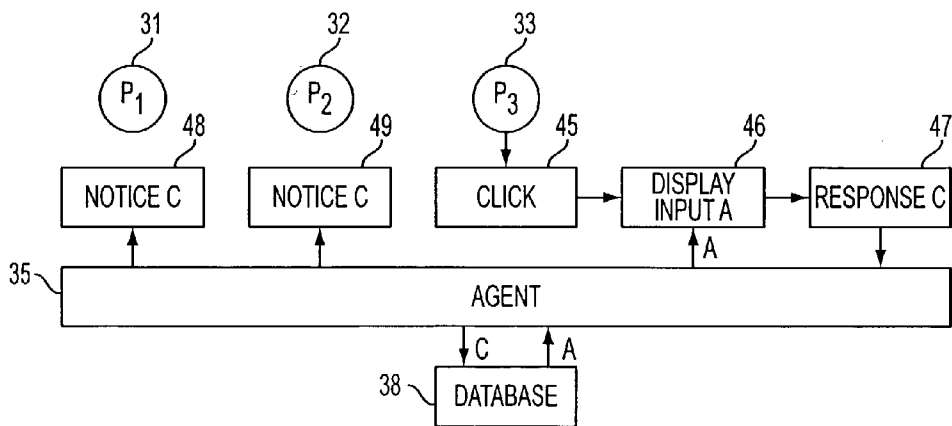 31 32 33
P1 P2 P3
48 49 45 46 47
NOTICE C NOTICE C CLICK DISPLAY INPUT A RESPONSE C
A
35 AGENT
C A
38 DATABASE